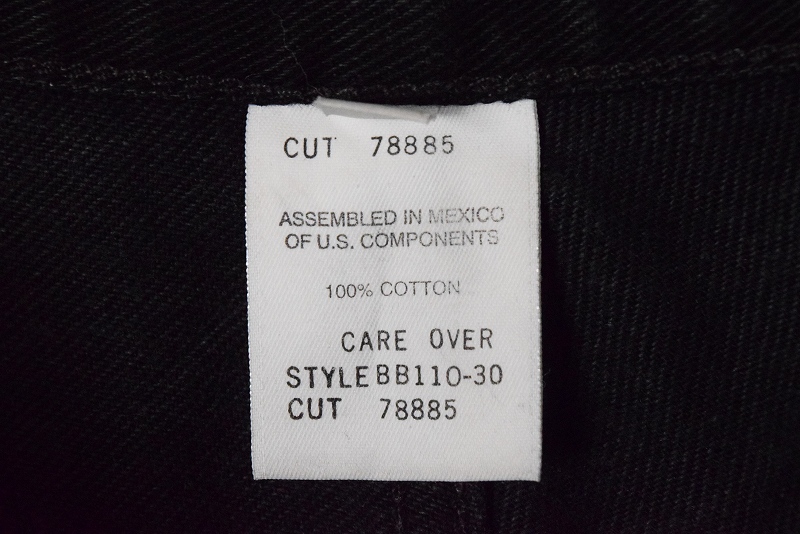 CUT 78885
ASSEMBLED IN MEXICO
OF U.S. COMPONENTS
100% COTTON
CARE OVER
STYLE BB110-30
CUT 78885